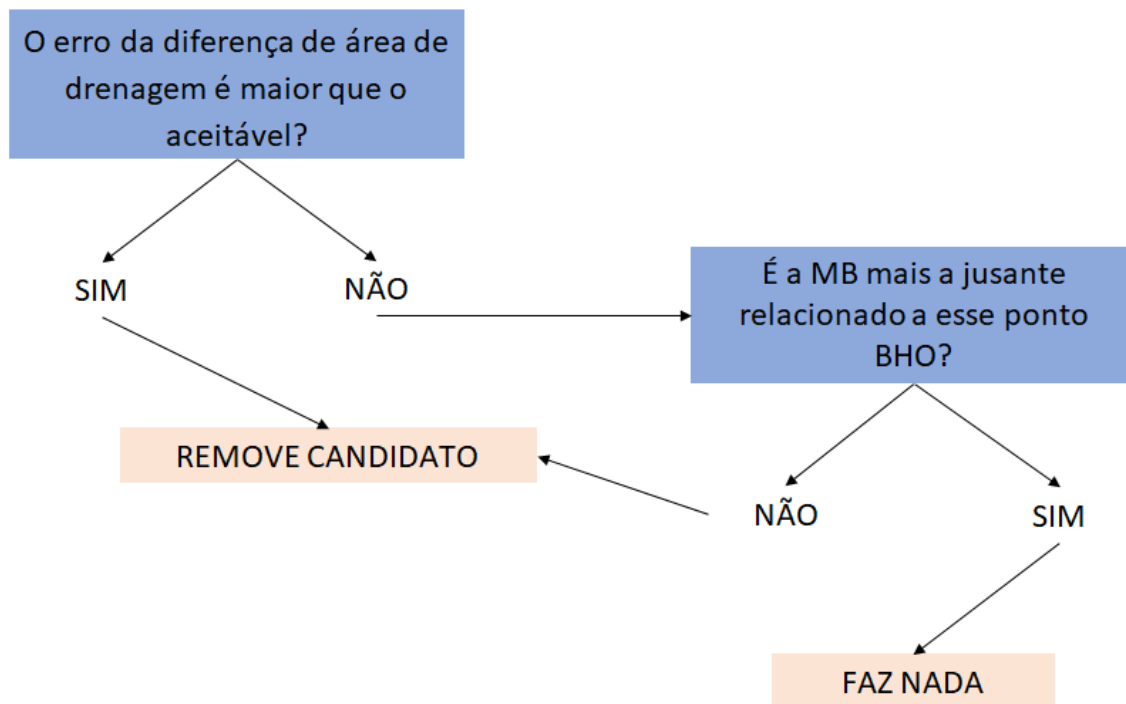 O erro da diferença de área de
drenagem é maior que o
aceitável?
SIM
NÃO
É a MB mais a jusante
relacionado a esse ponto
BHO?
REMOVE CANDIDATO
NÃO
SIM
FAZ NADA